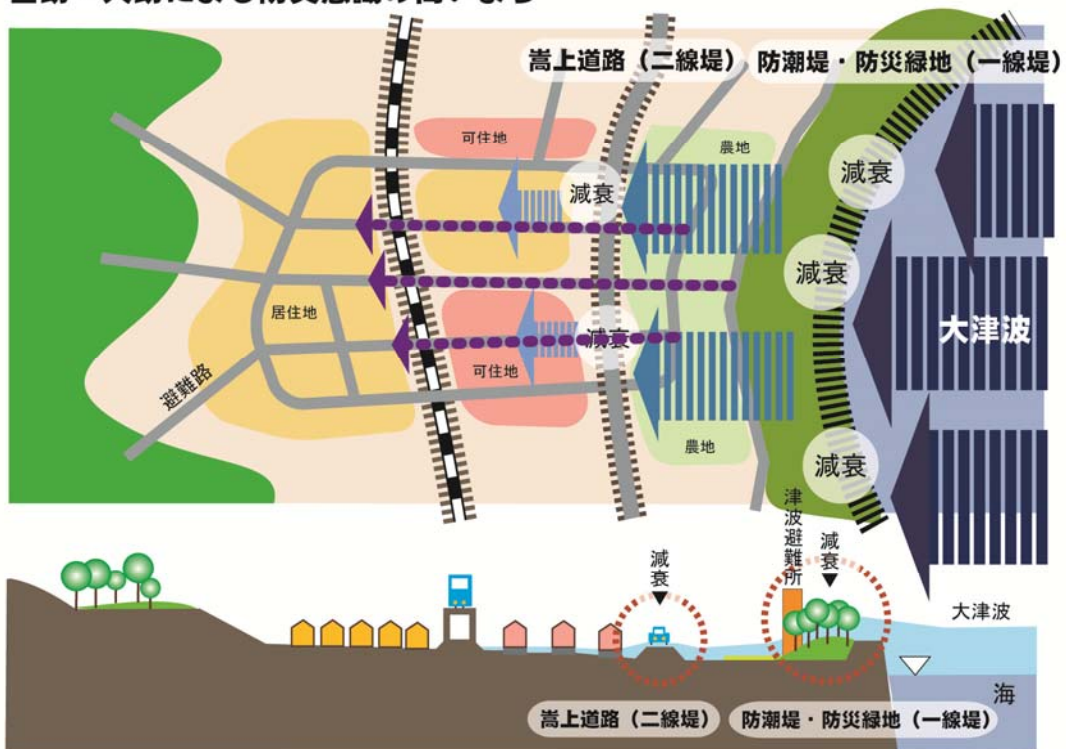 嵩上道路（二線堤）
防潮堤・防災緑地（一線堤）
可住地
農地
減衰
減衰
減衰
大津波
居住地
減衰
可住地
避難路
農地
減衰
津波避難所
減衰
減衰
大津波
海
嵩上道路（二線堤）
防潮堤・防災緑地（一線堤）